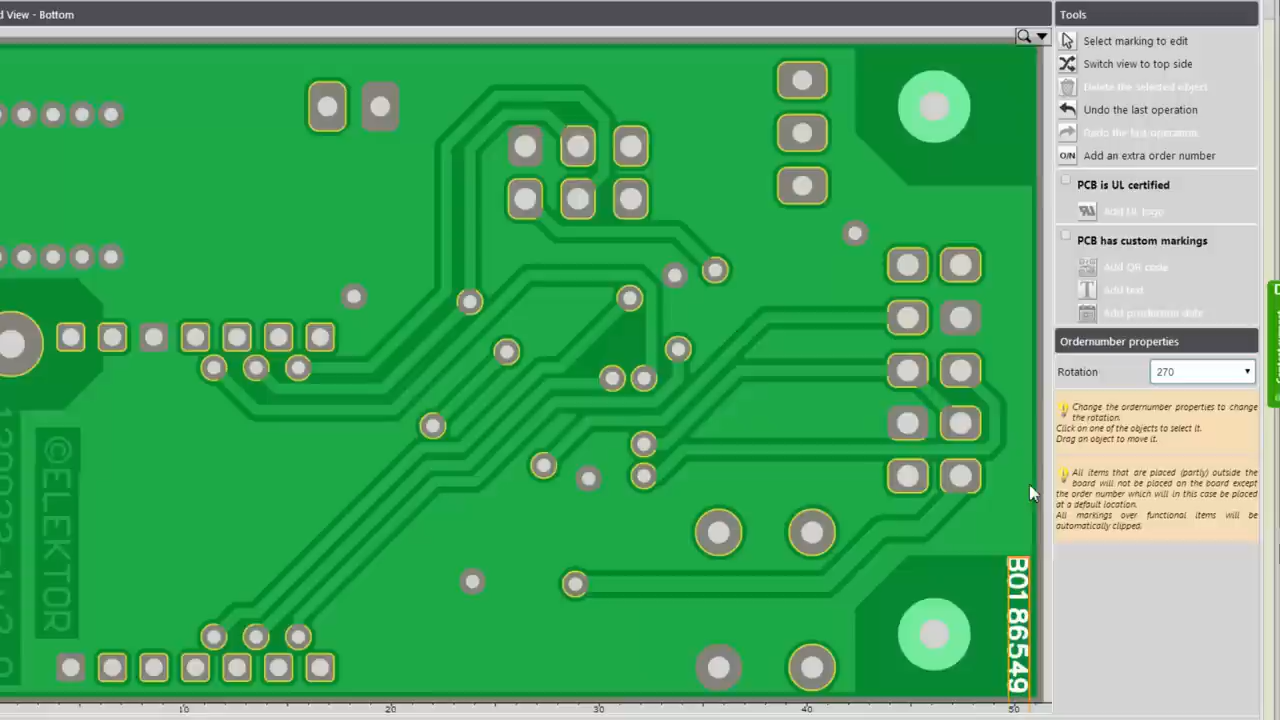 d View - Bottom
Tools
Select marking to edit
Switch view to top side
Delete the selected object
Undo the last operation
Redo the last operation
O/N Add an extra order number
PCB is UL certified
Add UL logo
PCB has custom markings
Add QR code
T Add text
Add production date
Ordernumber properties
Rotation 270
Change the ordernumber properties to change
the rotation.
Click on one of the objects to select it.
Drag an object to move it.
All items that are placed (partly) outside the
board will not be placed on the board except
the order number which will in this case be placed
at a default location.
All markings over functional items will be
automatically clipped.
©ELEKTOR
B0186549
10 20 30 40 50